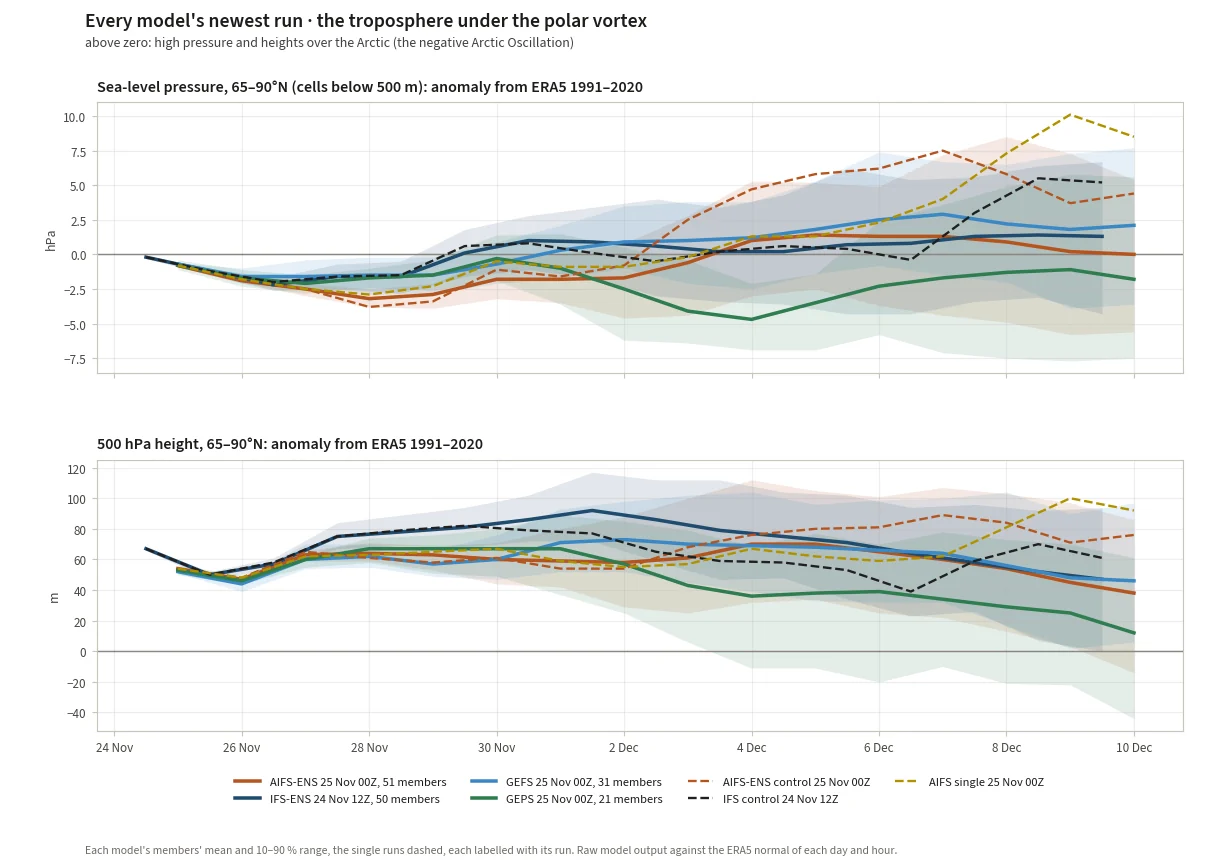 Every model's newest run · the troposphere under the polar vortex
above zero: high pressure and heights over the Arctic (the negative Arctic Oscillation)
Sea-level pressure, 65–90°N (cells below 500 m): anomaly from ERA5 1991–2020
10.0
7.5
5.0
2.5
0.0
−2.5
−5.0
−7.5
hPa
500 hPa height, 65–90°N: anomaly from ERA5 1991–2020
120
100
80
60
40
20
0
−20
−40
m
24 Nov 26 Nov 28 Nov 30 Nov 2 Dec 4 Dec 6 Dec 8 Dec 10 Dec
AIFS-ENS 25 Nov 00Z, 51 members GEFS 25 Nov 00Z, 31 members AIFS-ENS control 25 Nov 00Z AIFS single 25 Nov 00Z
IFS-ENS 24 Nov 12Z, 50 members GEPS 25 Nov 00Z, 21 members IFS control 24 Nov 12Z
Each model's members' mean and 10–90 % range, the single runs dashed, each labelled with its run. Raw model output against the ERA5 normal of each day and hour.